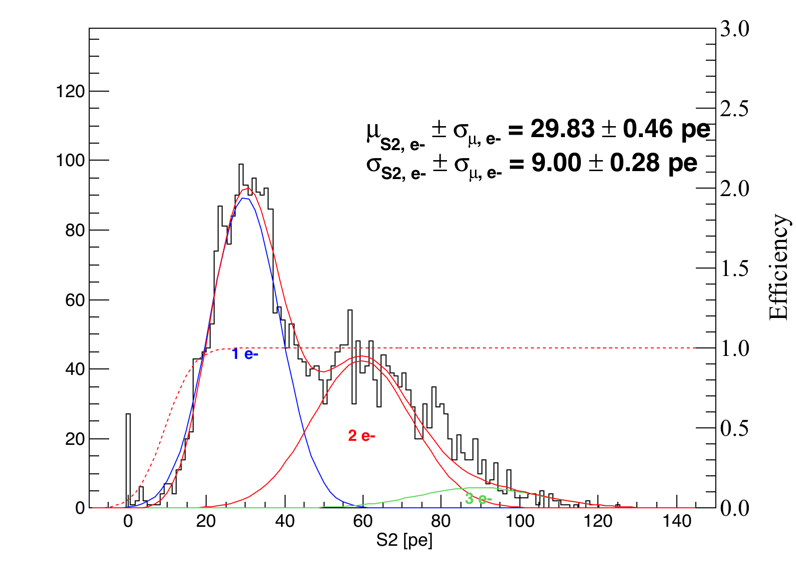 3.0
120
2.5
μS2, e- ± σμ, e- = 29.83 ± 0.46 pe
σS2, e- ± σμ, e- = 9.00 ± 0.28 pe
100
2.0
80
1.5
Efficiency
60
1 e-
1.0
40
2 e-
0.5
20
3 e-
0
0.0
0 20 40 60 80 100 120 140
S2 [pe]